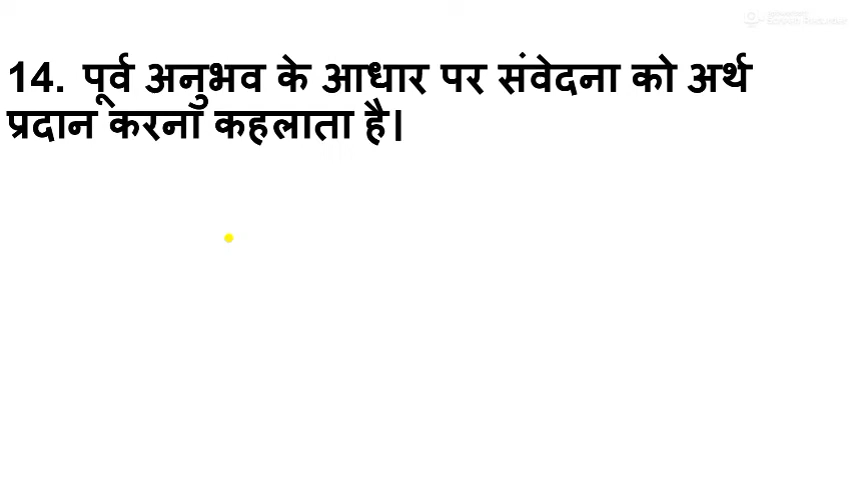 14. पूर्व अनुभव के आधार पर संवेदना को अर्थ
प्रदान करना कहलाता है।